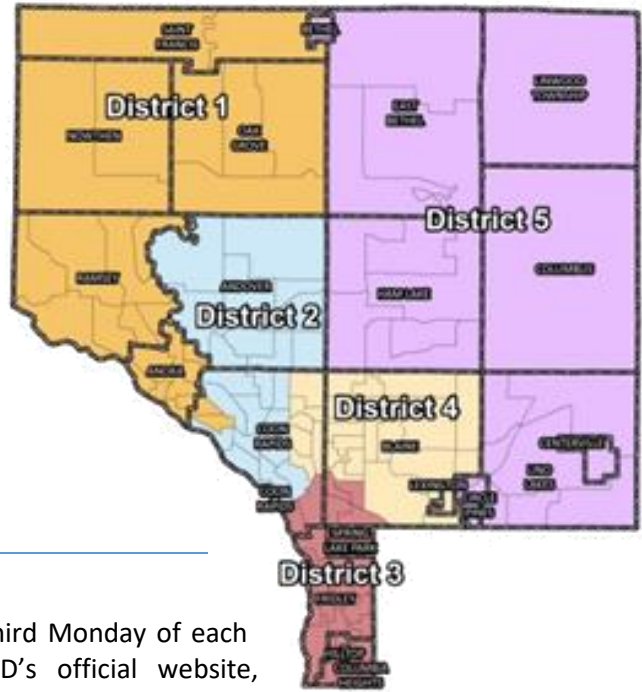 SAINT
FRANCIS
BETHEL
LINWOOD
TOWNSHIP
District 1
EAST
BETHEL
NOWTHEN
OAK
GROVE
District 5
COLUMBUS
RAMSEY
ANDOVER
HAM LAKE
District 2
ANOKA
District 4
COON
RAPIDS
BLAINE
CENTERVILLE
LINO
LAKES
LEXINGTON
CIRCLE
PINES
COON
RAPIDS
SPRING
LAKE PARK
District 3
FRIDLEY
HILLTOP
COLUMBIA
HEIGHTS
hird Monday of each
D's official website,